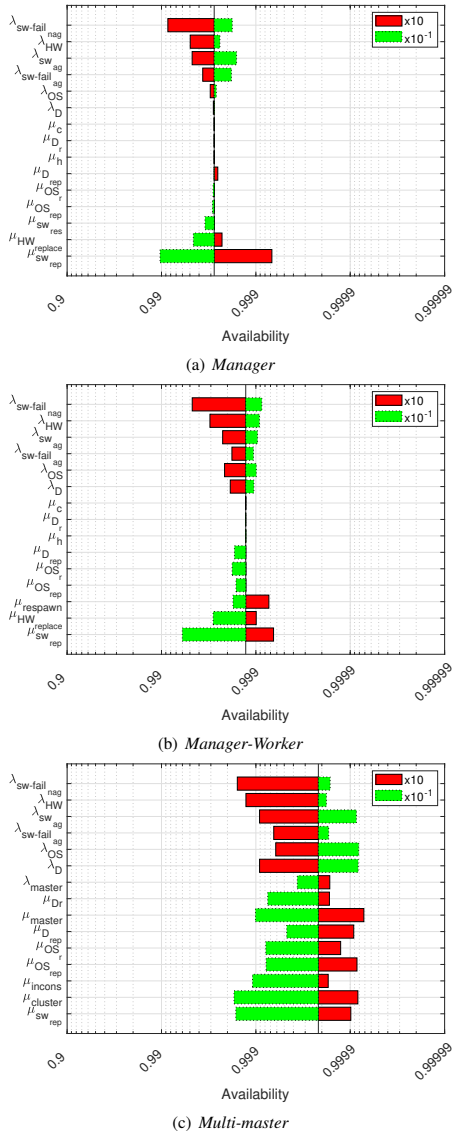 λsw-fail nag
λHW
λsw ag
λsw-fail ag
λOS
λD
μc
μD r
μh
μD rep
μOS r
μOS rep
μsw res
μHW replace
μsw rep
x10
x10-1
0.9
0.99
0.999
0.9999
0.99999
Availability
(a) Manager
λsw-fail nag
λHW
λsw ag
λsw-fail ag
λOS
λD
μc
μD r
μh
μD rep
μOS r
μOS rep
μrespawn
μHW replace
μsw rep
x10
x10-1
0.9
0.99
0.999
0.9999
0.99999
Availability
(b) Manager-Worker
λsw-fail nag
λHW
λsw ag
λsw-fail ag
λOS
λD
λmaster
μDr
μmaster
μD rep
μOS r
μOS rep
μincons
μcluster
μsw rep
x10
x10-1
0.9
0.99
0.999
0.9999
0.99999
Availability
(c) Multi-master